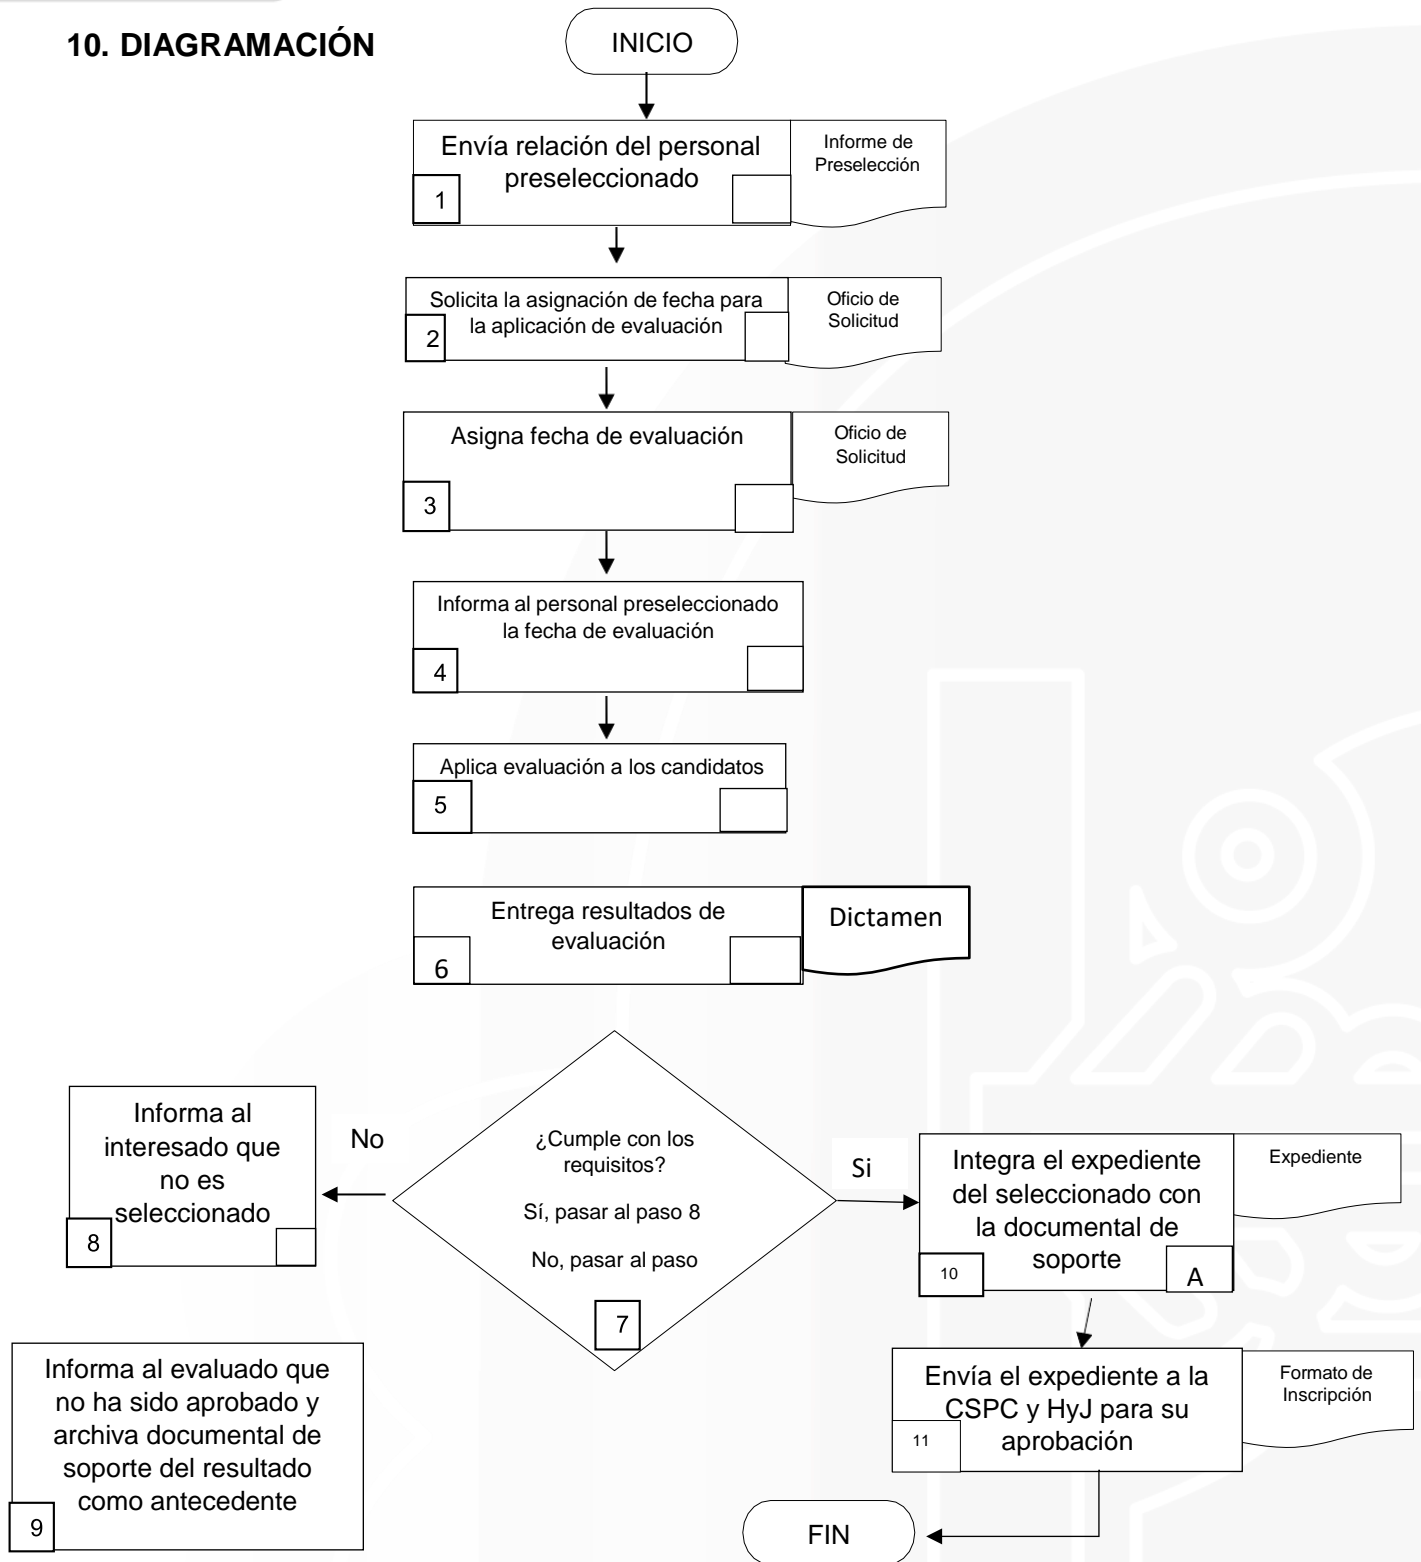 10. DIAGRAMACIÓN
INICIO
Envía relación del personal
preseleccionado
1
Informe de
Preselección
Solicita la asignación de fecha para
la aplicación de evaluación
2
Oficio de
Solicitud
Asigna fecha de evaluación
3
Oficio de
Solicitud
Informa al personal preseleccionado
la fecha de evaluación
4
Aplica evaluación a los candidatos
5
Entrega resultados de
evaluación
6
Dictamen
¿Cumple con los
requisitos?
Sí, pasar al paso 8
No, pasar al paso
7
No
Informa al
interesado que
no es
seleccionado
8
Informa al evaluado que
no ha sido aprobado y
archiva documental de
soporte del resultado
como antecedente
9
Si
Integra el expediente
del seleccionado con
la documental de
soporte
10
A
Expediente
Envía el expediente a la
CSPC y HyJ para su
aprobación
11
Formato de
Inscripción
FIN